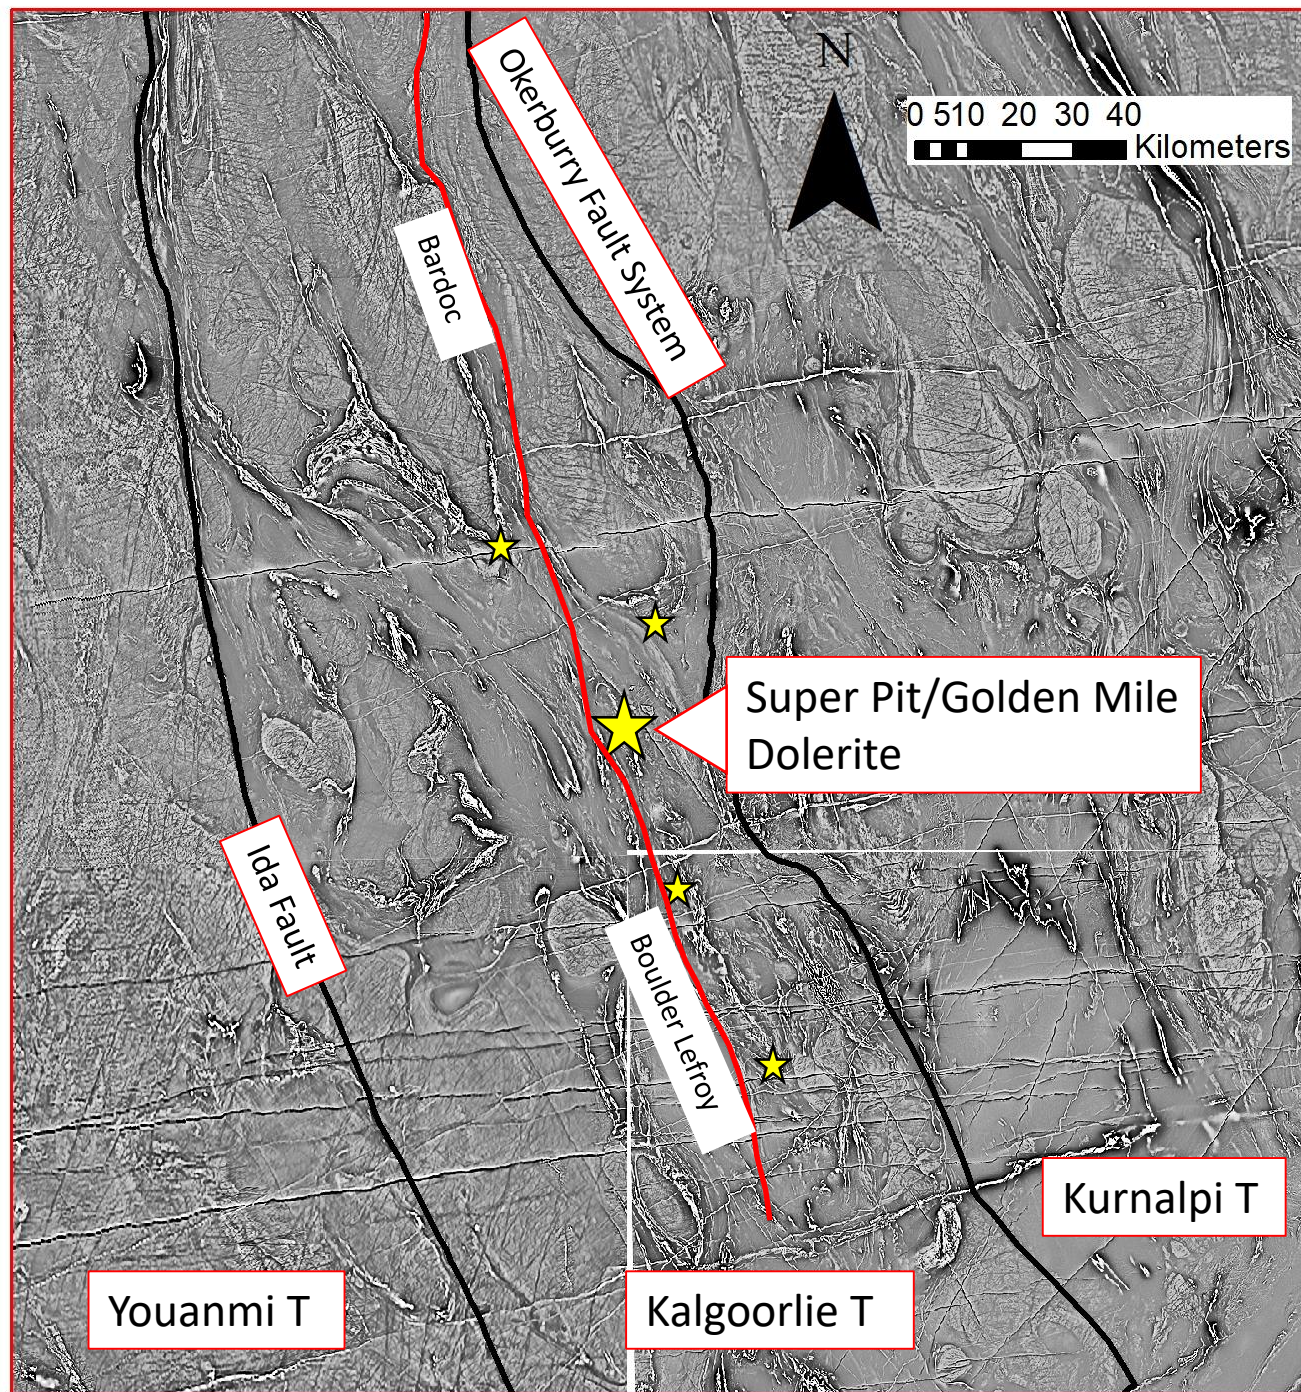 N
0 510 20 30 40
Kilometers
Okerburry Fault System
Bardoc
Super Pit/Golden Mile
Dolerite
Ida Fault
Boulder Lefroy
Kurnalpi T
Youanmi T
Kalgoorlie T